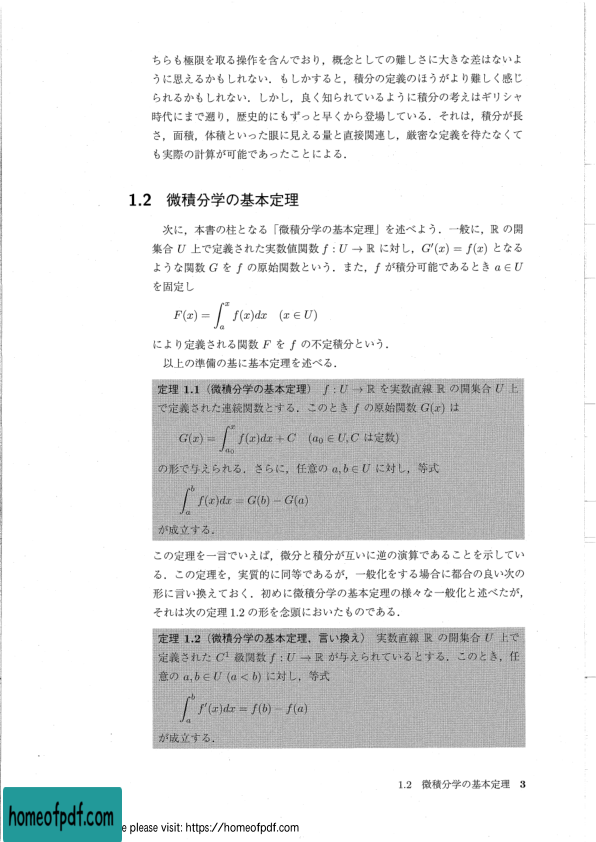 ちらも極限を取る操作を含んでおり，概念としての難しさに大きな差はないよ
うに思えるかもしれない．もしかすると，積分の定義のほうがより難しく感じ
られるかもしれない．しかし，良く知られているように積分の考えはギリシャ
時代にまで遡り，歴史的にもずっと早くから登場している．それは，積分が長
さ，面積，体積といった眼に見える量と直接関連し，厳密な定義を待たなくて
も実際の計算が可能であったことによる．
1.2 微積分学の基本定理
次に，本書の柱となる「微積分学の基本定理」を述べよう．一般に，ℝ の開
集合 U 上で定義された実数値関数 f : U → ℝ に対し，G′(x) = f(x) となる
ような関数 G を f の原始関数という．また，f が積分可能であるとき a ∈ U
を固定し
F(x) = ∫_a^x f(x)dx (x ∈ U)
により定義される関数 F を f の不定積分という．
以上の準備の基に基本定理を述べる．
定理 1.1（微積分学の基本定理） f : U → ℝ を実数直線 ℝ の開集合 U 上
で定義された連続関数とする．このとき f の原始関数 G(x) は
G(x) = ∫_{a₀}^x f(x)dx + C (a₀ ∈ U, C は定数)
の形で与えられる．さらに，任意の a, b ∈ U に対し，等式
∫_a^b f(x)dx = G(b) − G(a)
が成立する．
この定理を一言でいえば，微分と積分が互いに逆の演算であることを示してい
る．この定理を，実質的に同等であるが，一般化をする場合に都合の良い次の
形に言い換えておく．初めに微積分学の基本定理の様々な一般化と述べたが，
それは次の定理 1.2 の形を念頭においたものである．
定理 1.2（微積分学の基本定理，言い換え） 実数直線 ℝ の開集合 U 上で
定義された C¹ 級関数 f : U → ℝ が与えられているとする．このとき，任
意の a, b ∈ U (a < b) に対し，等式
∫_a^b f′(x)dx = f(b) − f(a)
が成立する．
1.2 微積分学の基本定理 3
homeofpdf.com
e please visit: https://homeofpdf.com